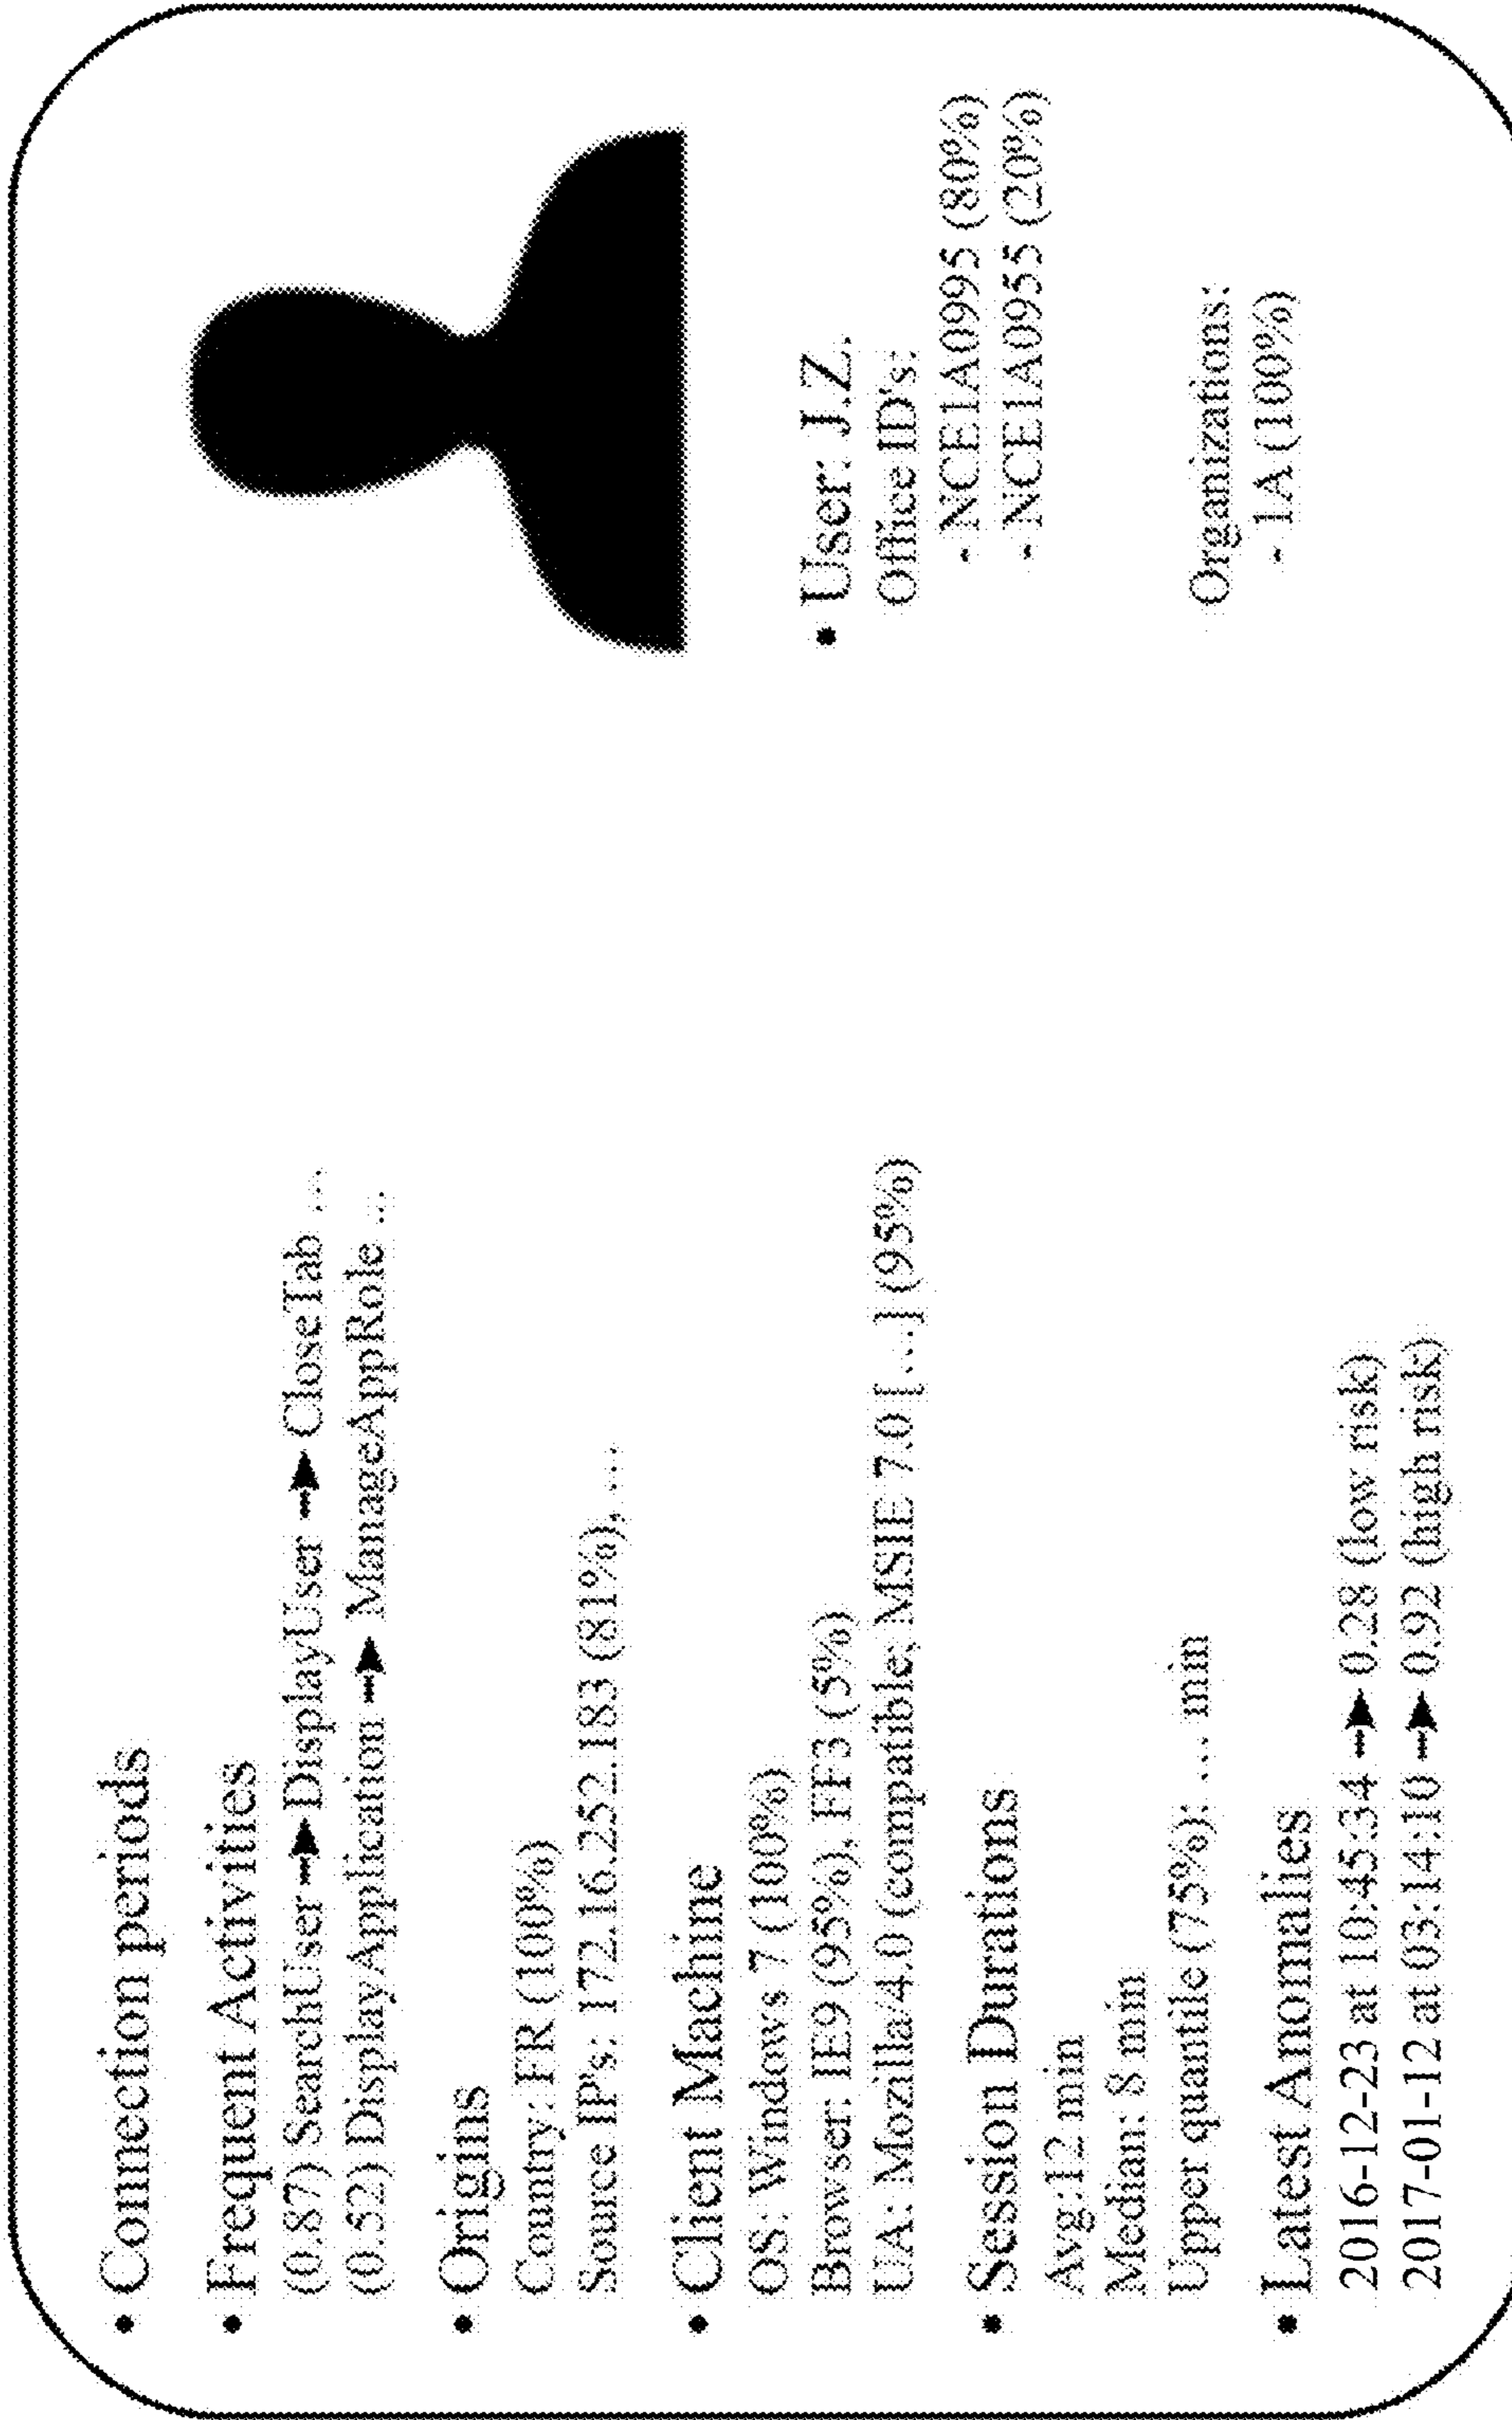 • Connection periods
• Frequent Activities
(0.87) SearchUser → DisplayUser → CloseTab ...
(0.52) DisplayApplication → ManageAppRole ...
• Origins
Country: FR (100%)
Source IP's: 172.16.252.183 (81%), ...
• Client Machine
OS: Windows 7 (100%)
Browser: IE9 (95%), FF3 (5%)
UA: Mozilla/4.0 (compatible; MSIE 7.0 [...] (95%)
• Session Durations
Avg:12 min
Median: 8 min
Upper quantile (75%): ... min
• Latest Anomalies
2016-12-23 at 10:45:34 → 0.28 (low risk)
2017-01-12 at 03:14:10 → 0.92 (high risk)
• User: J.Z.
Office ID's:
- NCE1A0995 (80%)
- NCE1A0955 (20%)
Organizations:
- 1A (100%)